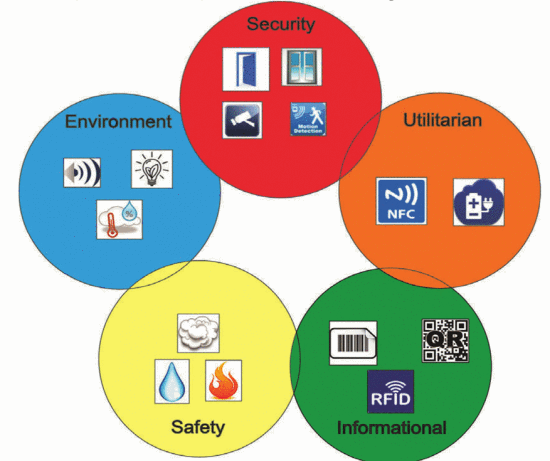 Security
Environment
Utilitarian
Motion
Detection
%
N
NFC
QR
RFID
Safety
Informational